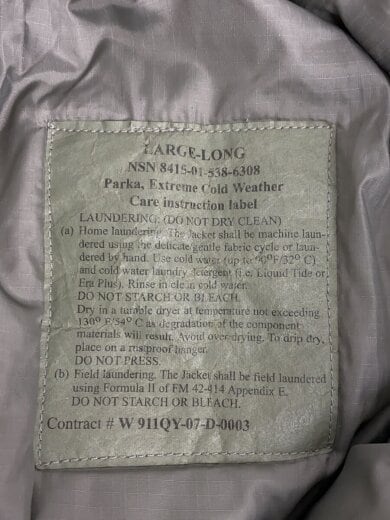 LARGE-LONG
NSN 8415-01-538-6308
Parka, Extreme Cold Weather
Care instruction label
LAUNDERING: (DO NOT DRY CLEAN)
(a) Home laundering. The Jacket shall be machine laun-
dered using the delicate/gentle fabric cycle or laun-
dered by hand. Use cold water (up to 90°F/32° C)
and cold water laundry detergent (i.e. Liquid Tide or
Era Plus). Rinse in clean cold water.
DO NOT STARCH OR BLEACH.
Dry in a tumble dryer at temperature not exceeding
130° F/54° C as degradation of the component
materials will result. Avoid over drying. To drip dry,
place on a rustproof hanger.
DO NOT PRESS.
(b) Field laundering. The Jacket shall be field laundered
using Formula II of FM 42-414 Appendix E.
DO NOT STARCH OR BLEACH.
Contract # W 911QY-07-D-0003